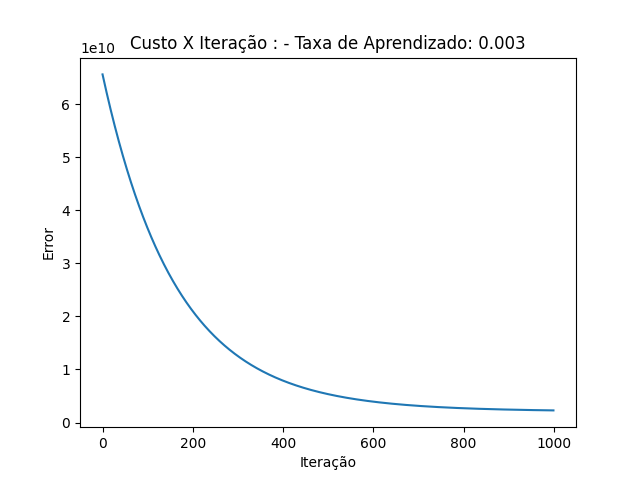 Custo X Iteração : - Taxa de Aprendizado: 0.003
1e10
6
5
4
3
2
1
0
Error
0 200 400 600 800 1000
Iteração